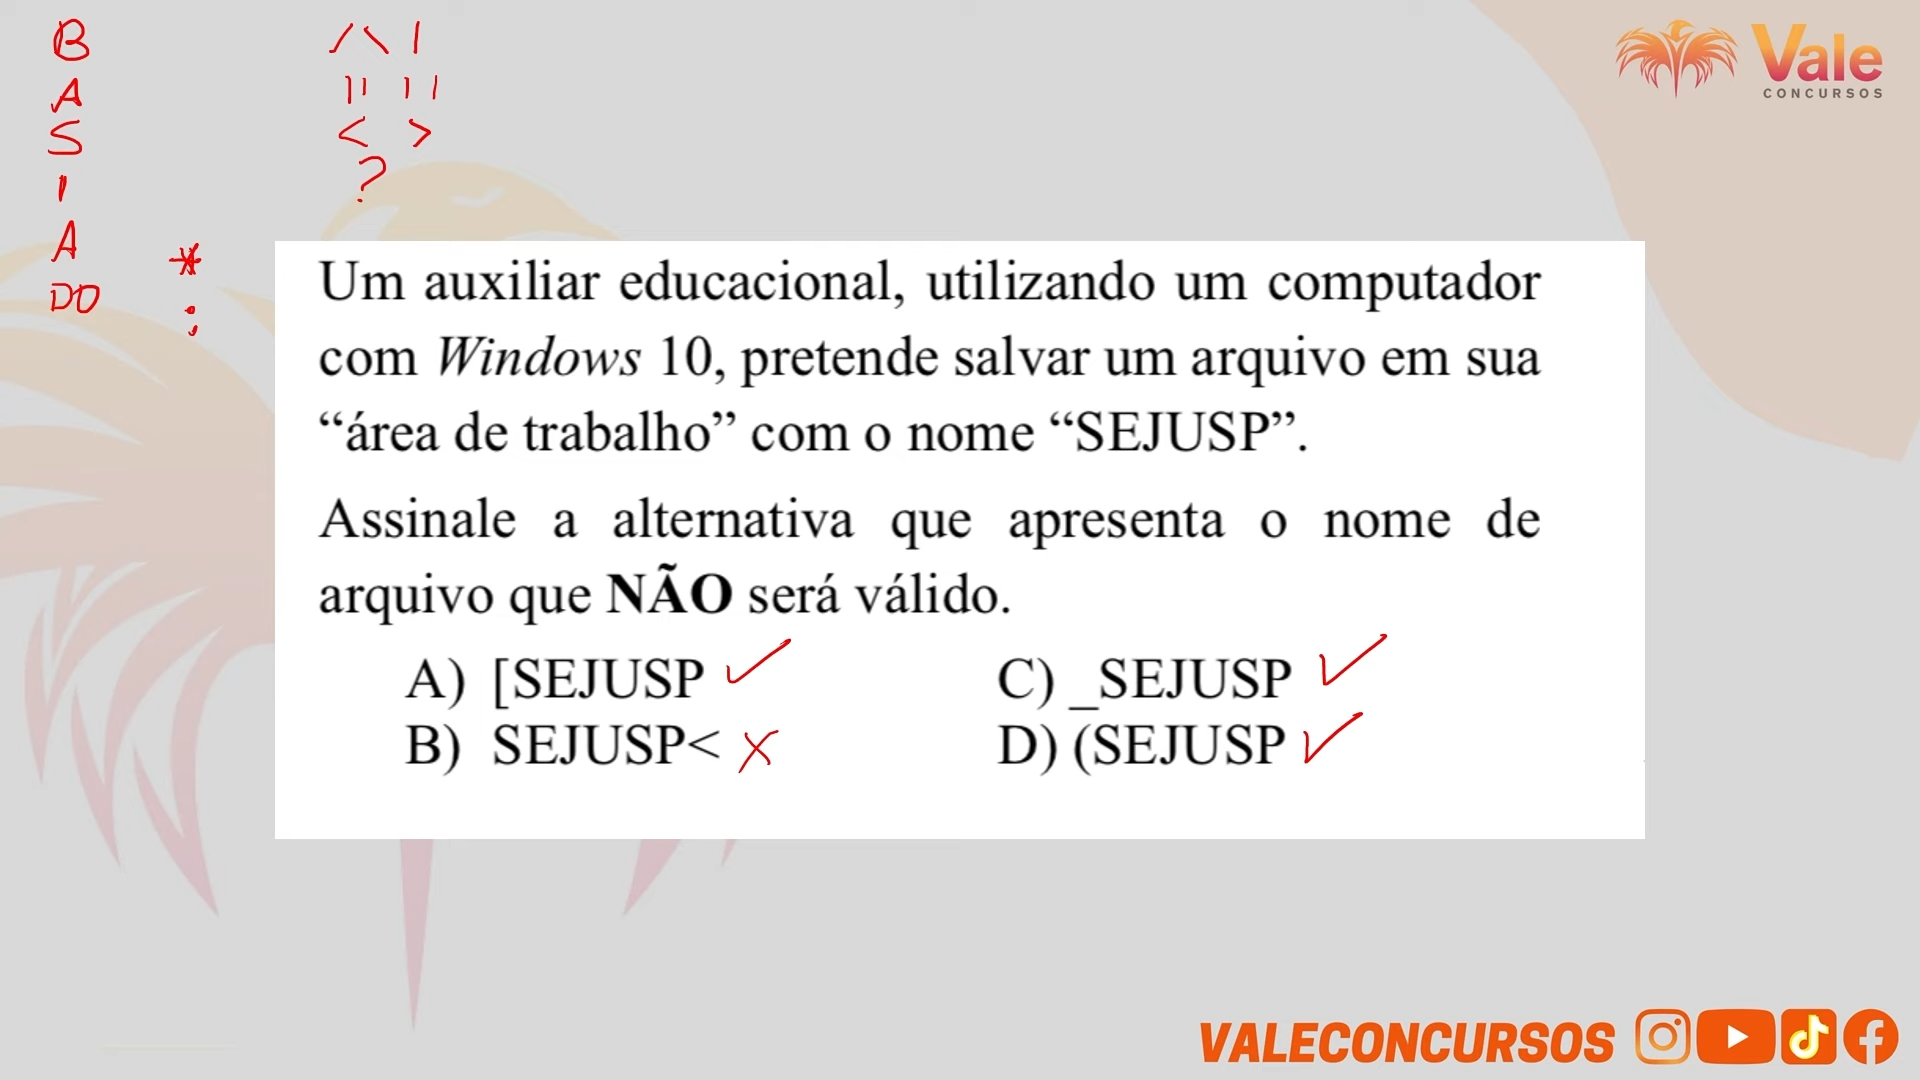 B
A
S
I
A
DO
/ \ |
" "
< >
?
*
:
Vale
CONCURSOS
Um auxiliar educacional, utilizando um computador
com Windows 10, pretende salvar um arquivo em sua
“área de trabalho” com o nome “SEJUSP”.
Assinale a alternativa que apresenta o nome de
arquivo que NÃO será válido.
A) [SEJUSP ✓
B) SEJUSP< X
C) _SEJUSP ✓
D) (SEJUSP ✓
VALECONCURSOS